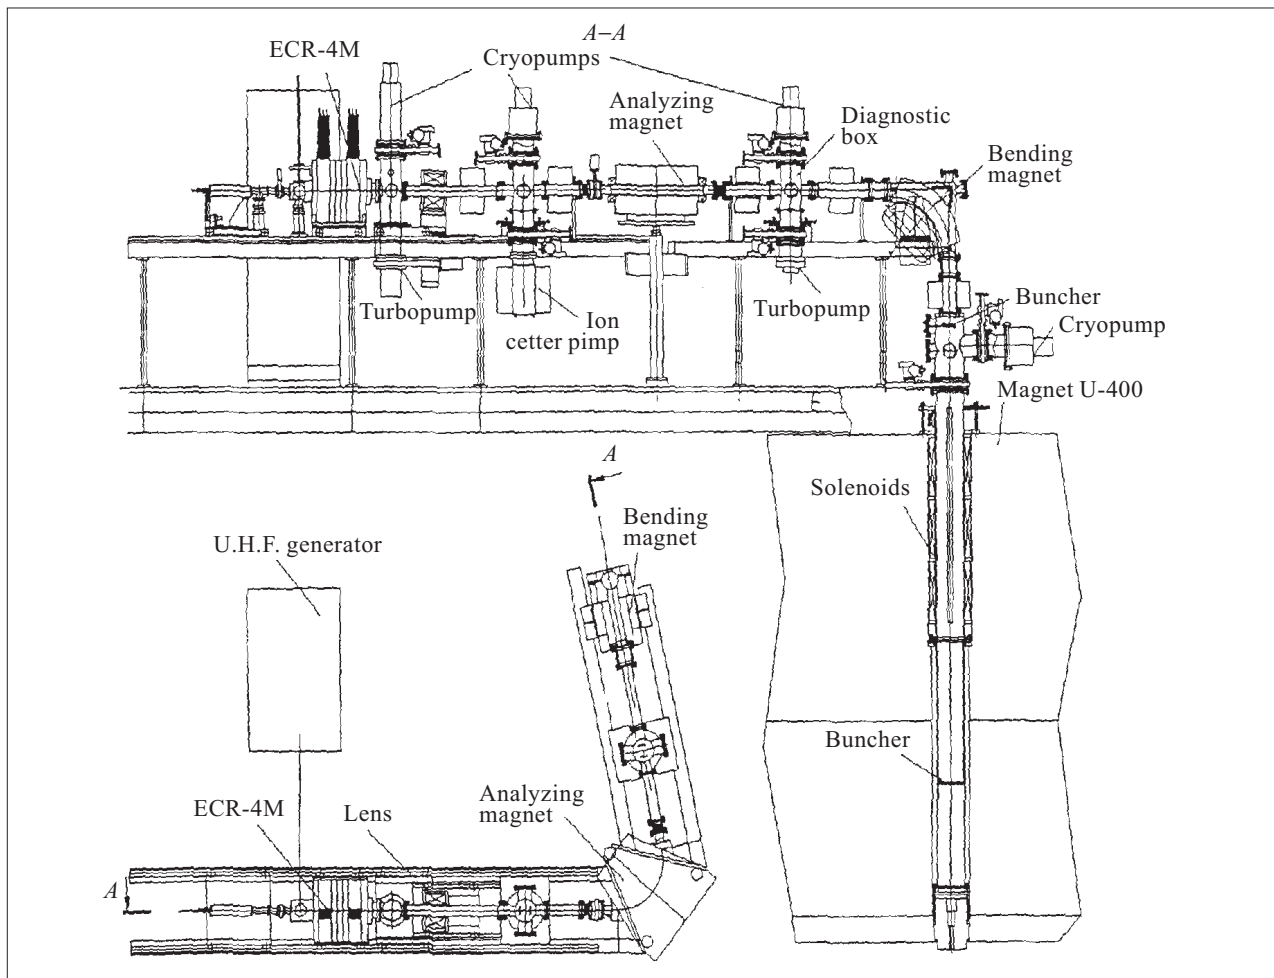 A–A
ECR-4M
Cryopumps
Analyzing
magnet
Diagnostic
box
Bending
magnet
Turbopump
Ion
cetter pimp
Turbopump
Buncher
Cryopump
Magnet U-400
A
Solenoids
Bending
magnet
U.H.F. generator
Buncher
ECR-4M
Lens
Analyzing
magnet
A